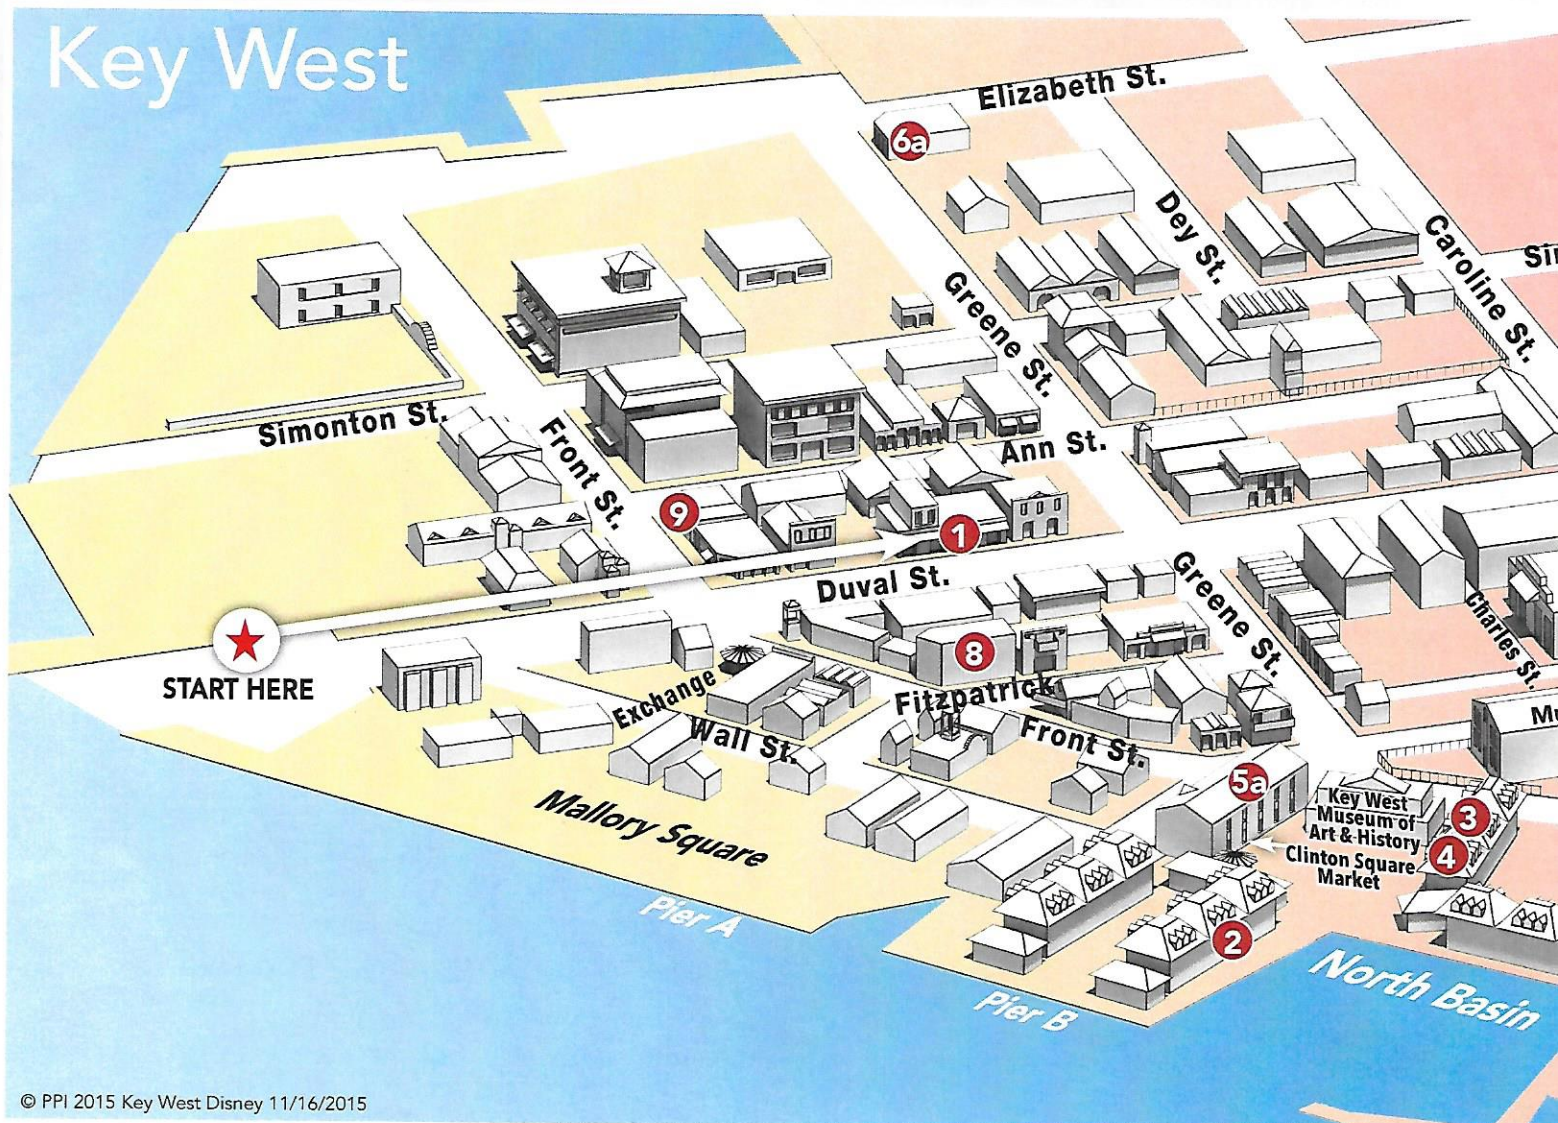 Key West
Elizabeth St.
6a
Dey St.
Caroline St.
Greene St.
Simonton St.
Front St.
Ann St.
9
1
Duval St.
Greene St.
Charles St.
START HERE
8
Exchange
Fitzpatrick
Wall St.
Front St.
Mallory Square
5a
Key West
Museum of
Art & History
3
4
Clinton Square
Market
Pier A
2
Pier B
North Basin
© PPI 2015 Key West Disney 11/16/2015